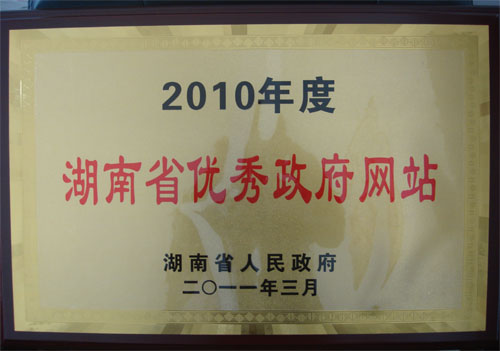 2010年度
湖南省优秀政府网站
湖南省人民政府
二〇一一年三月